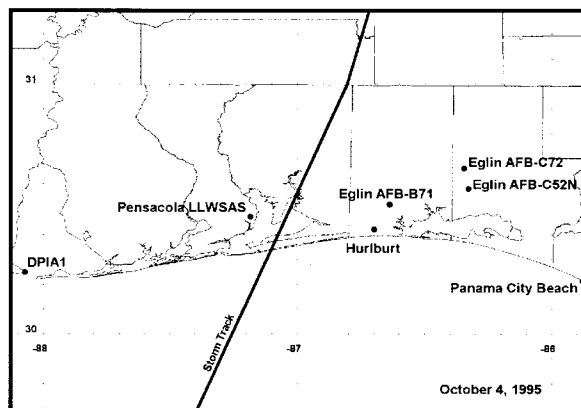 31
Eglin AFB-C72
Eglin AFB-C52N
Eglin AFB-B71
Pensacola LLWSAS
Hurlburt
DPIA1
Panama City Beach
30
-88
-87
-86
Storm Track
October 4, 1995